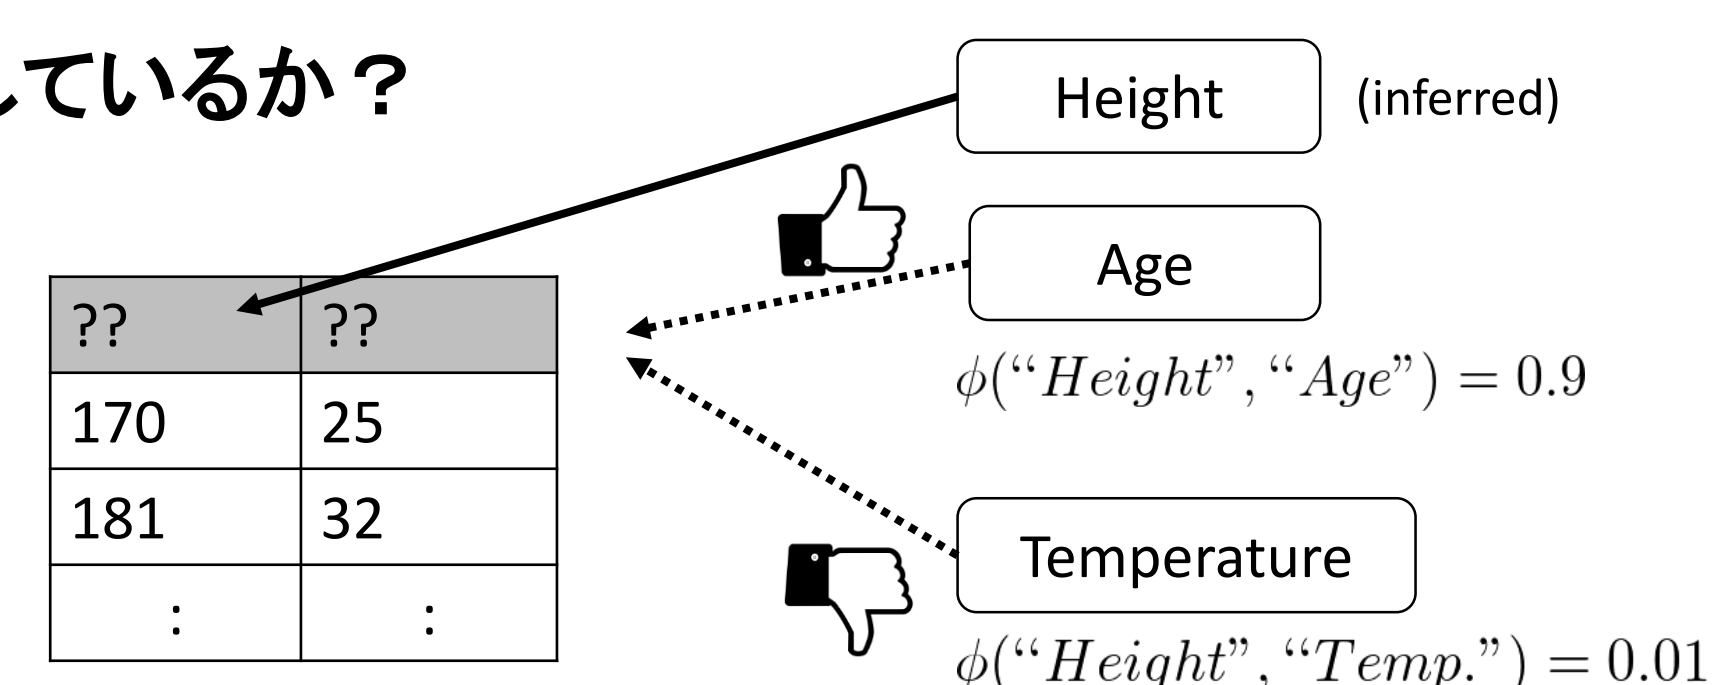 ているか？
Height
(inferred)
Age
ϕ(“Height”, “Age”) = 0.9
Temperature
ϕ(“Height”, “Temp.”) = 0.01
?? ??
170 25
181 32
: :